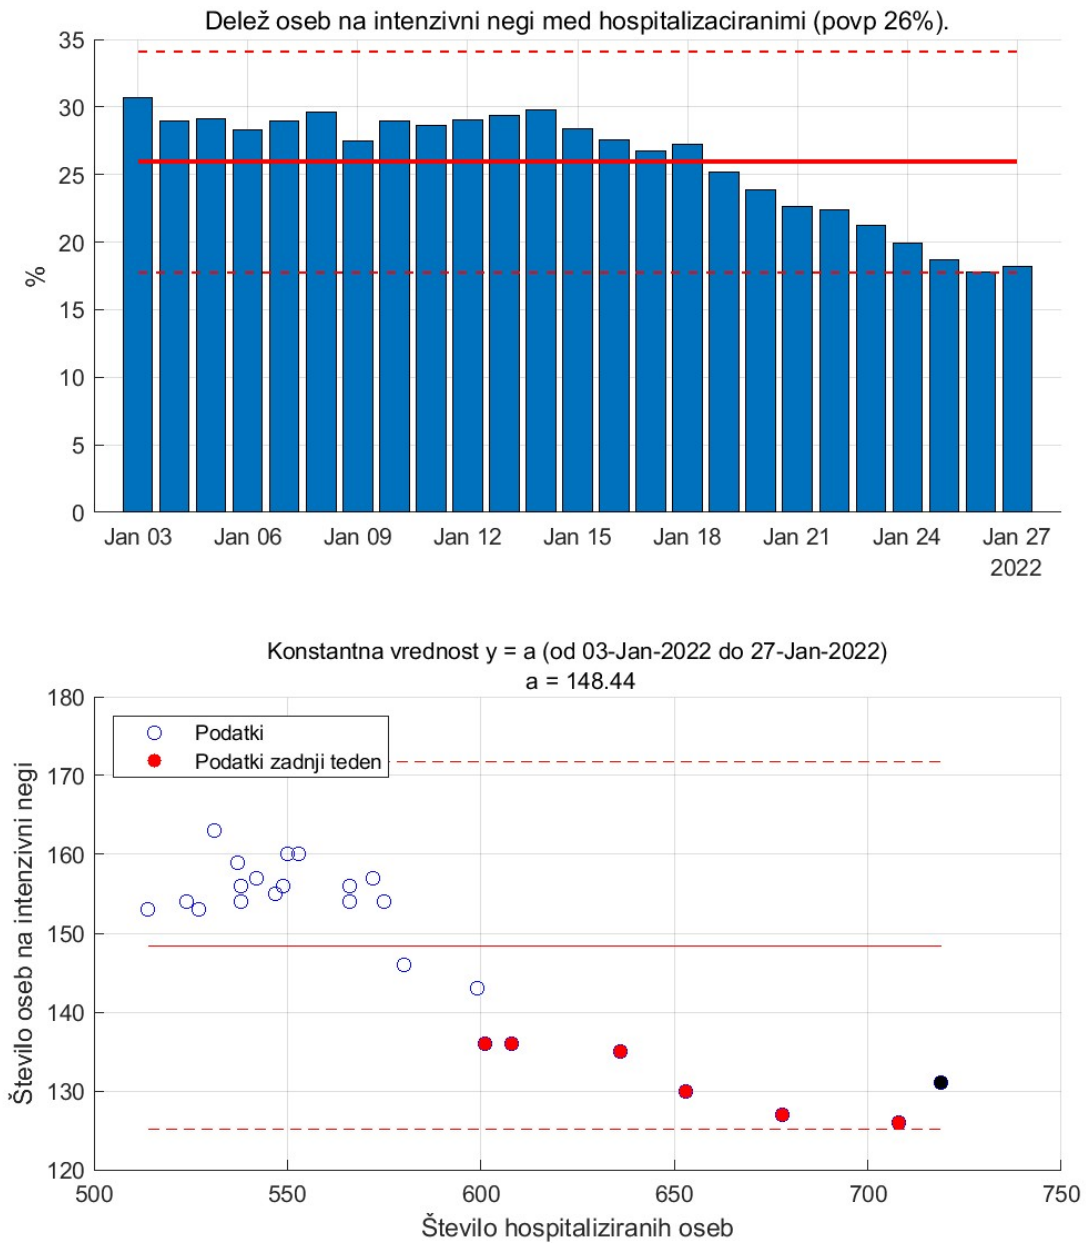 Delež oseb na intenzivni negi med hospitalizaciranimi (povp 26%).
35
30
25
20
15
10
5
0
%
Jan 03 Jan 06 Jan 09 Jan 12 Jan 15 Jan 18 Jan 21 Jan 24 Jan 27
2022
Konstantna vrednost y = a (od 03-Jan-2022 do 27-Jan-2022)
a = 148.44
Podatki
Podatki zadnji teden
180
170
160
150
140
130
120
Število oseb na intenzivni negi
500 550 600 650 700 750
Število hospitaliziranih oseb